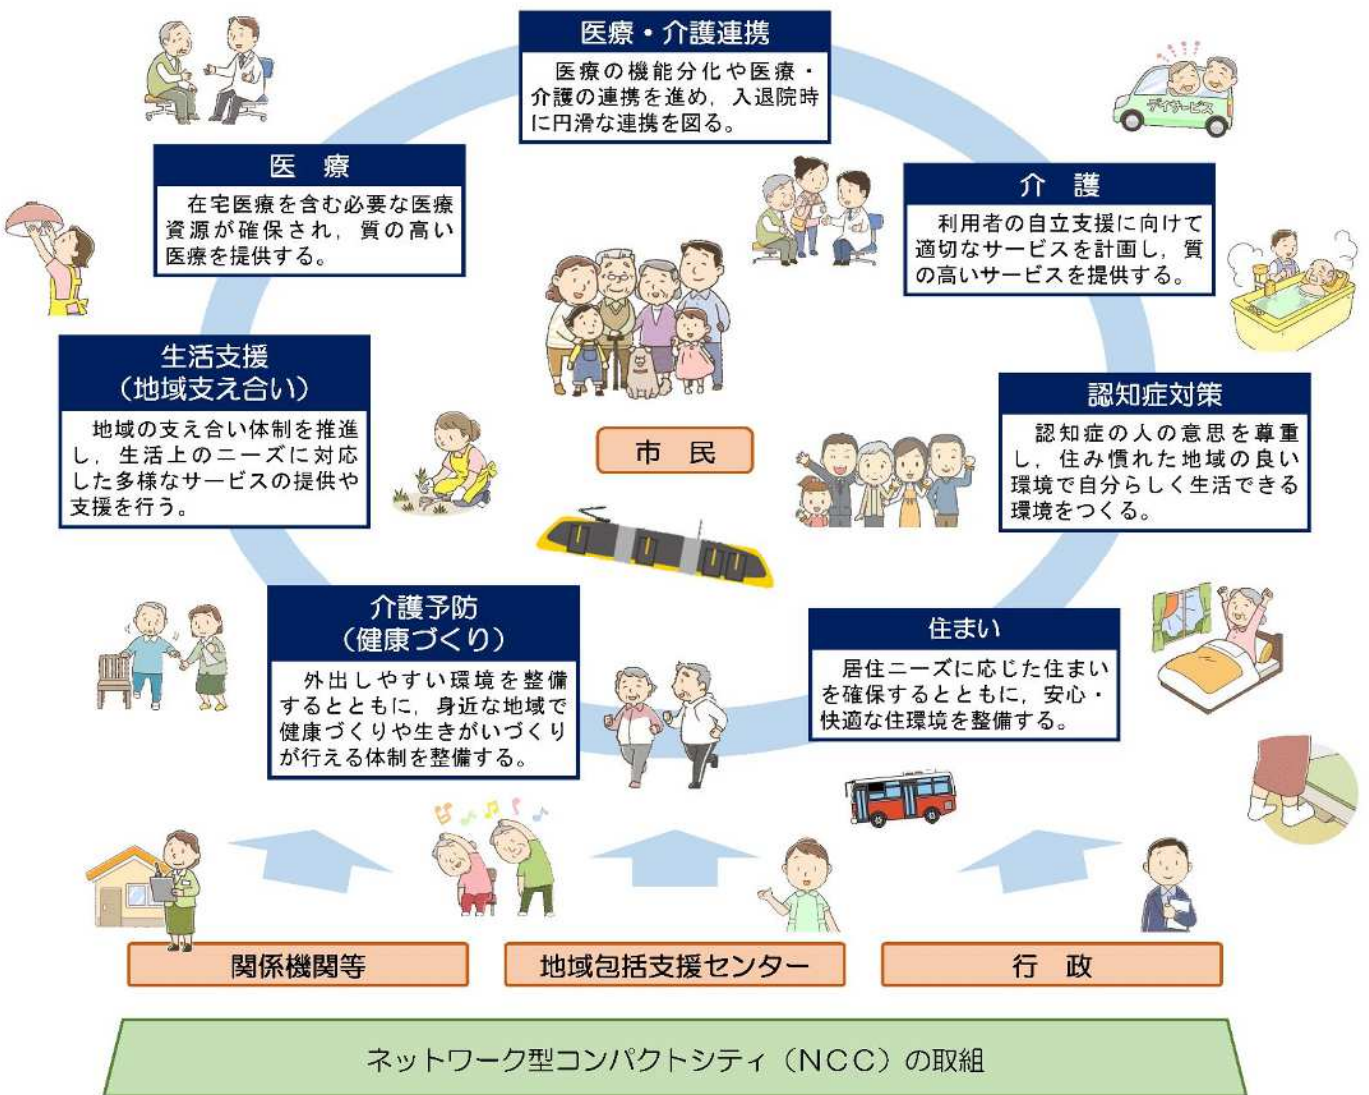 医療・介護連携
医療の機能分化や医療・
介護の連携を進め，入退院時
に円滑な連携を図る。
デイサービス
医　療
在宅医療を含む必要な医療
資源が確保され，質の高い
医療を提供する。
介　護
利用者の自立支援に向けて
適切なサービスを計画し，質
の高いサービスを提供する。
生活支援
（地域支え合い）
地域の支え合い体制を推進
し，生活上のニーズに対応
した多様なサービスの提供や
支援を行う。
市　民
認知症対策
認知症の人の意思を尊重
し，住み慣れた地域の良い
環境で自分らしく生活できる
環境をつくる。
介護予防
（健康づくり）
外出しやすい環境を整備
するとともに，身近な地域で
健康づくりや生きがいづくり
が行える体制を整備する。
住まい
居住ニーズに応じた住まい
を確保するとともに，安心・
快適な住環境を整備する。
関係機関等
地域包括支援センター
行　政
ネットワーク型コンパクトシティ（ＮＣＣ）の取組